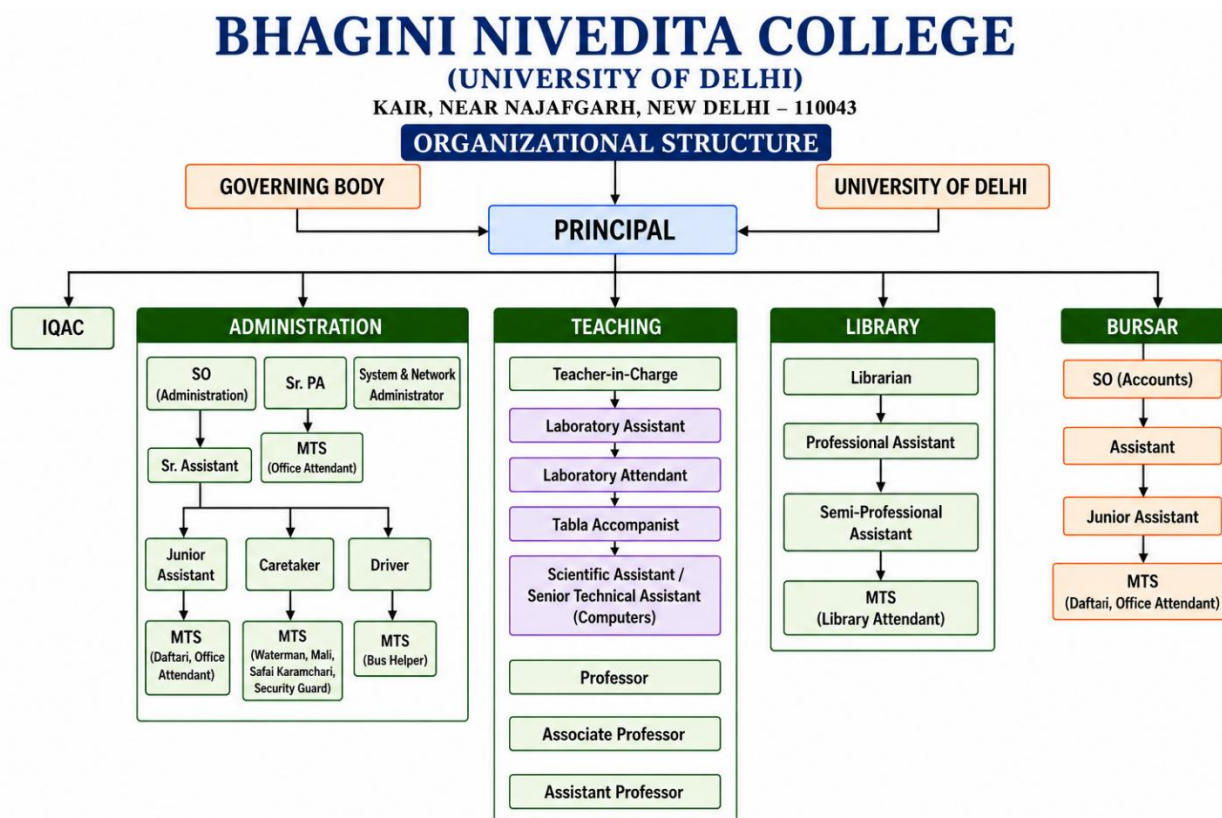 BHAGINI NIVEDITA COLLEGE
(UNIVERSITY OF DELHI)
KAIR, NEAR NAJAFGARH, NEW DELHI – 110043
ORGANIZATIONAL STRUCTURE
GOVERNING BODY
UNIVERSITY OF DELHI
PRINCIPAL
IQAC
ADMINISTRATION
SO
(Administration)
Sr. PA
System & Network
Administrator
Sr. Assistant
MTS
(Office Attendant)
Junior
Assistant
Caretaker
Driver
MTS
(Daftari, Office
Attendant)
MTS
(Waterman, Mali,
Safai Karamchari,
Security Guard)
MTS
(Bus Helper)
TEACHING
Teacher-in-Charge
Laboratory Assistant
Laboratory Attendant
Tabla Accompanist
Scientific Assistant /
Senior Technical Assistant
(Computers)
Professor
Associate Professor
Assistant Professor
LIBRARY
Librarian
Professional Assistant
Semi-Professional
Assistant
MTS
(Library Attendant)
BURSAR
SO (Accounts)
Assistant
Junior Assistant
MTS
(Daftari, Office Attendant)